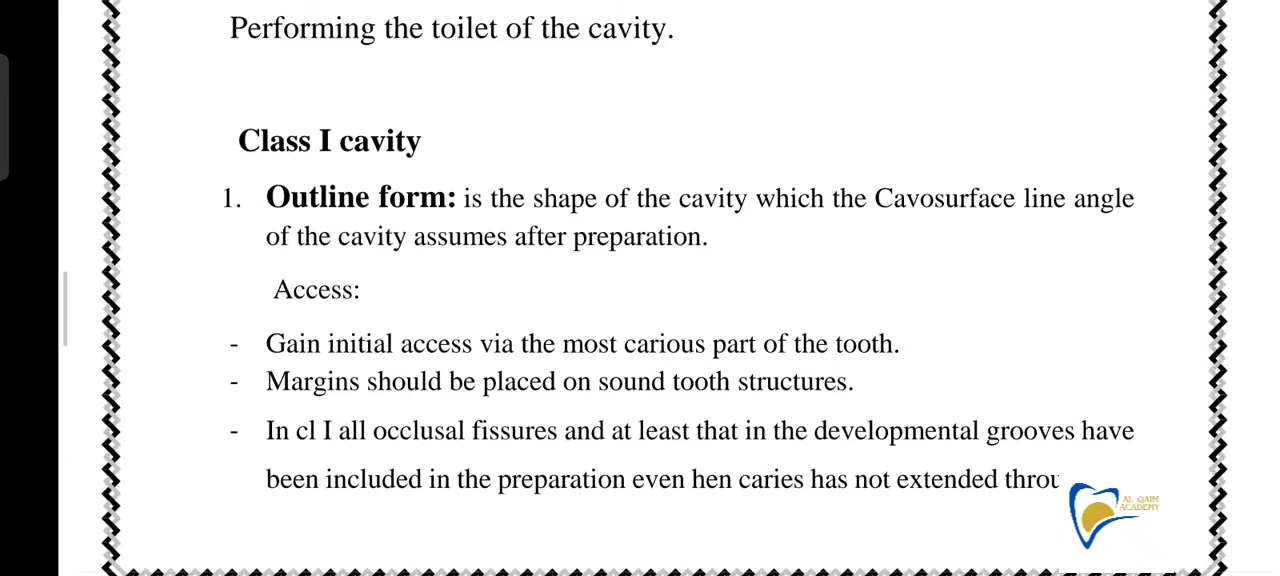 Performing the toilet of the cavity.
Class I cavity
1. Outline form: is the shape of the cavity which the Cavosurface line angle
of the cavity assumes after preparation.
Access:
- Gain initial access via the most carious part of the tooth.
- Margins should be placed on sound tooth structures.
- In cl I all occlusal fissures and at least that in the developmental grooves have
been included in the preparation even hen caries has not extended
AL QAIM
ACADEMY